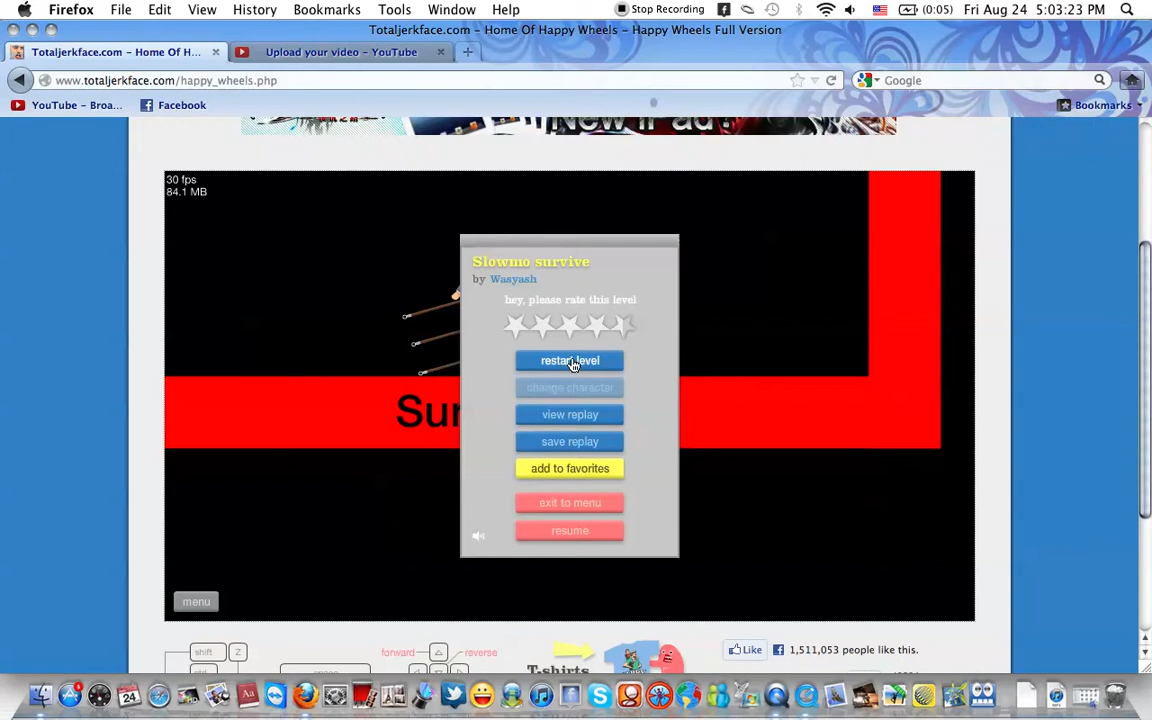 Firefox File Edit View History Bookmarks Tools Window Help Stop Recording (0:05) Fri Aug 24 5:03:23 PM
Totaljerkface.com – Home Of Happy Wheels – Happy Wheels Full Version
Totaljerkface.com – Home Of H... Upload your video – YouTube
www.totaljerkface.com/happy_wheels.php Google
YouTube – Broa... Facebook Bookmarks
New iPad?
30 fps
84.1 MB
Slowmo survive
by Wasyash
hey, please rate this level
restart level
change character
view replay
Sur
save replay
add to favorites
exit to menu
resume
menu
shift Z forward reverse Like 1,511,053 people like this.
T-shirts